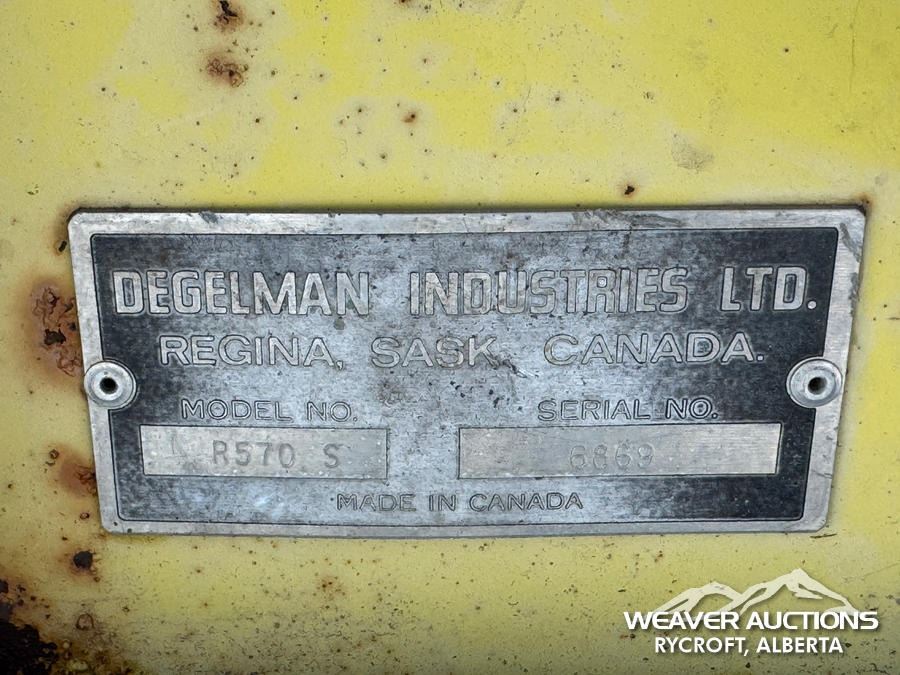 DEGELMAN INDUSTRIES LTD.
REGINA, SASK. CANADA.
MODEL NO. SERIAL NO.
R570 S 6869
MADE IN CANADA
WEAVER AUCTIONS
RYCROFT, ALBERTA